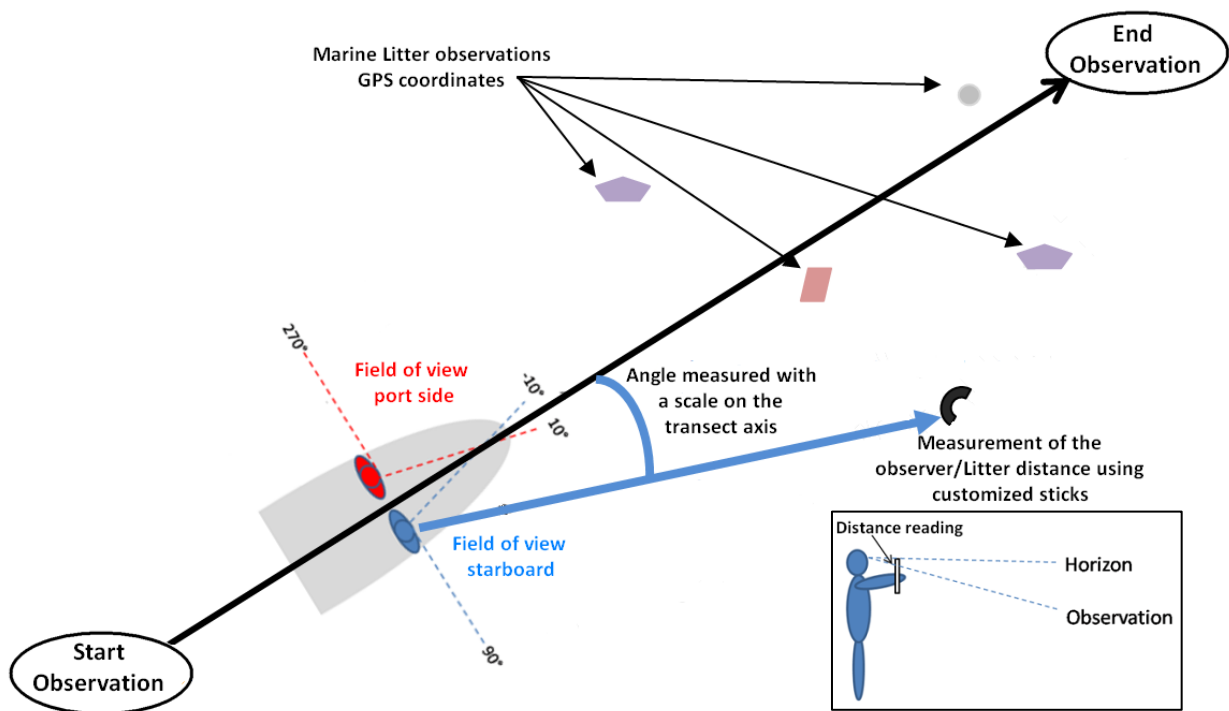 End
Observation
Marine Litter observations
GPS coordinates
270°
Field of view
port side
-10°
10°
Angle measured with
a scale on the
transect axis
Measurement of the
observer/Litter distance using
customized sticks
Field of view
starboard
90°
Distance reading
Horizon
Observation
Start
Observation